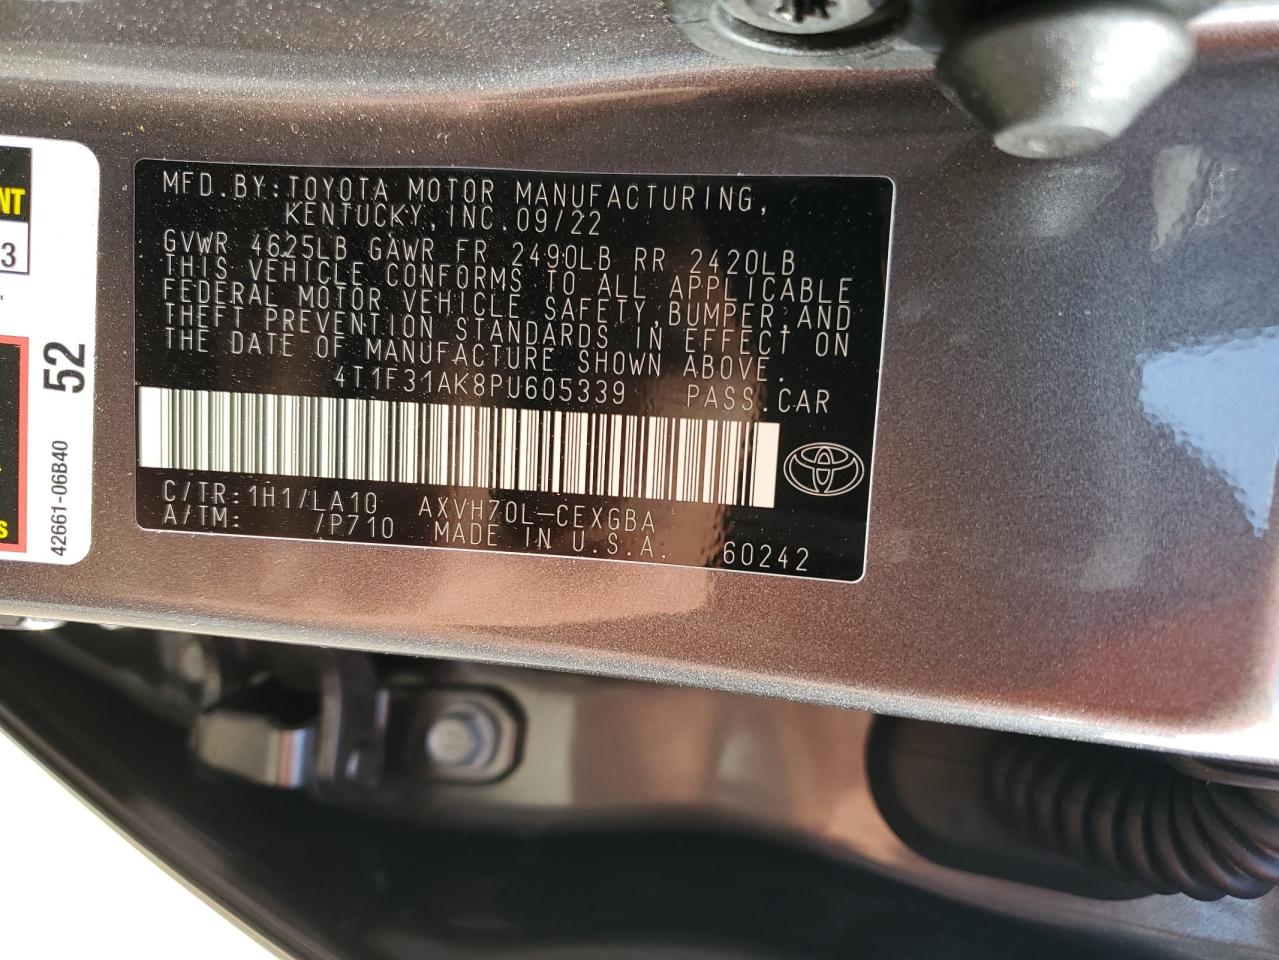 MFD.BY:TOYOTA MOTOR MANUFACTURING,
KENTUCKY,INC.09/22
GVWR 4625LB GAWR FR 2490LB RR 2420LB
THIS VEHICLE CONFORMS TO ALL APPLICABLE
FEDERAL MOTOR VEHICLE SAFETY,BUMPER,AND
THEFT PREVENTION STANDARDS IN EFFECT ON
THE DATE OF MANUFACTURE SHOWN ABOVE.
4T1F31AK8PU605339 PASS.CAR
C/TR:1H1/LA10 AXVH70L-CEXGBA
A/TM: /P710 MADE IN U.S.A. 60242
NT
3
S
52
42661-06B40